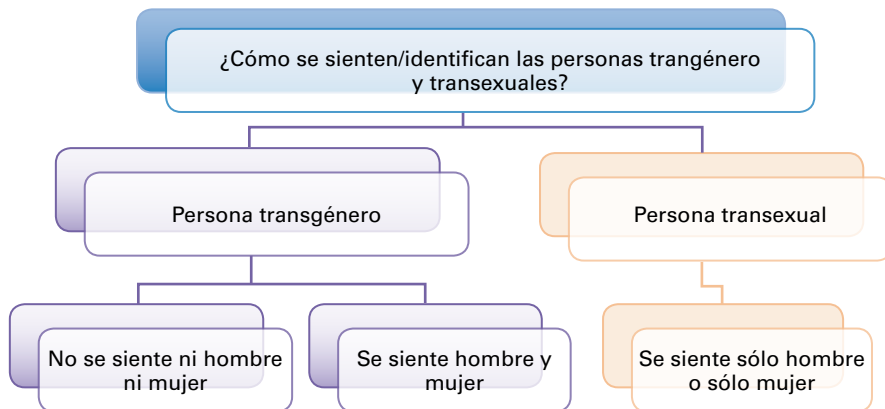 ¿Cómo se sienten/identifican las personas trangénero
y transexuales?
Persona transgénero
Persona transexual
No se siente ni hombre
ni mujer
Se siente hombre y
mujer
Se siente sólo hombre
o sólo mujer